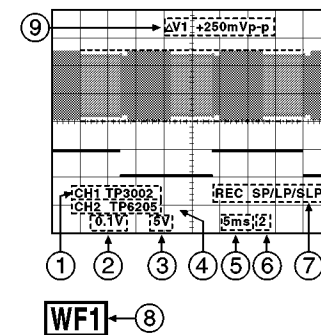 ⑨ △V1 +250mVp-p
CH1 TP3002 REC SP/LP/SLP
CH2 TP6205
0.1V 5V 5ms 2
① ② ③ ④ ⑤ ⑥ ⑦
WF1 ⑧